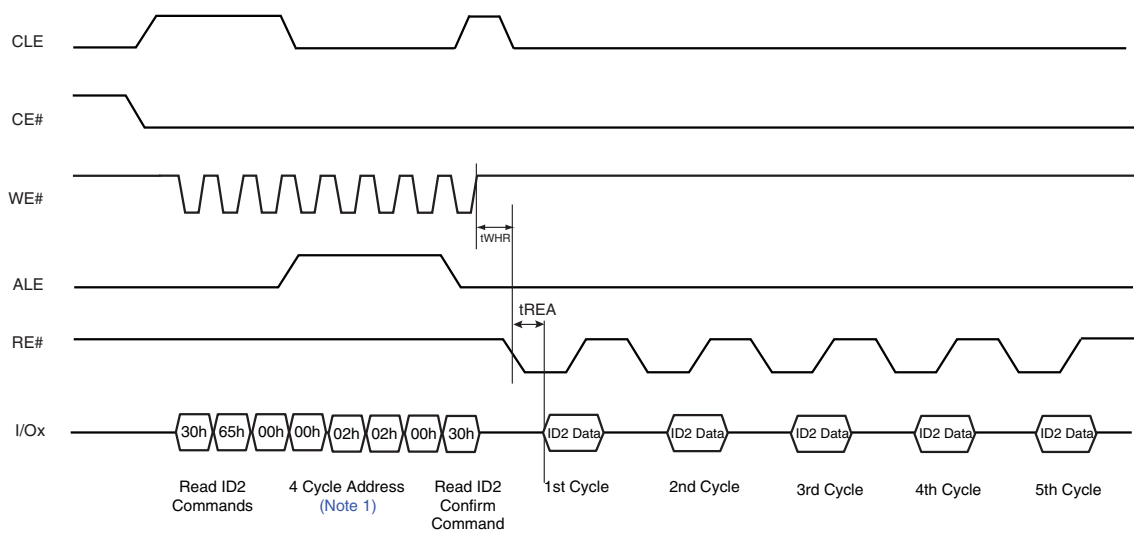 CLE
CE#
WE#
tWHR
ALE
tREA
RE#
I/Ox
30h 65h 00h 00h 02h 02h 00h 30h ID2 Data ID2 Data ID2 Data ID2 Data ID2 Data
Read ID2
Commands
4 Cycle Address
(Note 1)
Read ID2
Confirm
Command
1st Cycle
2nd Cycle
3rd Cycle
4th Cycle
5th Cycle